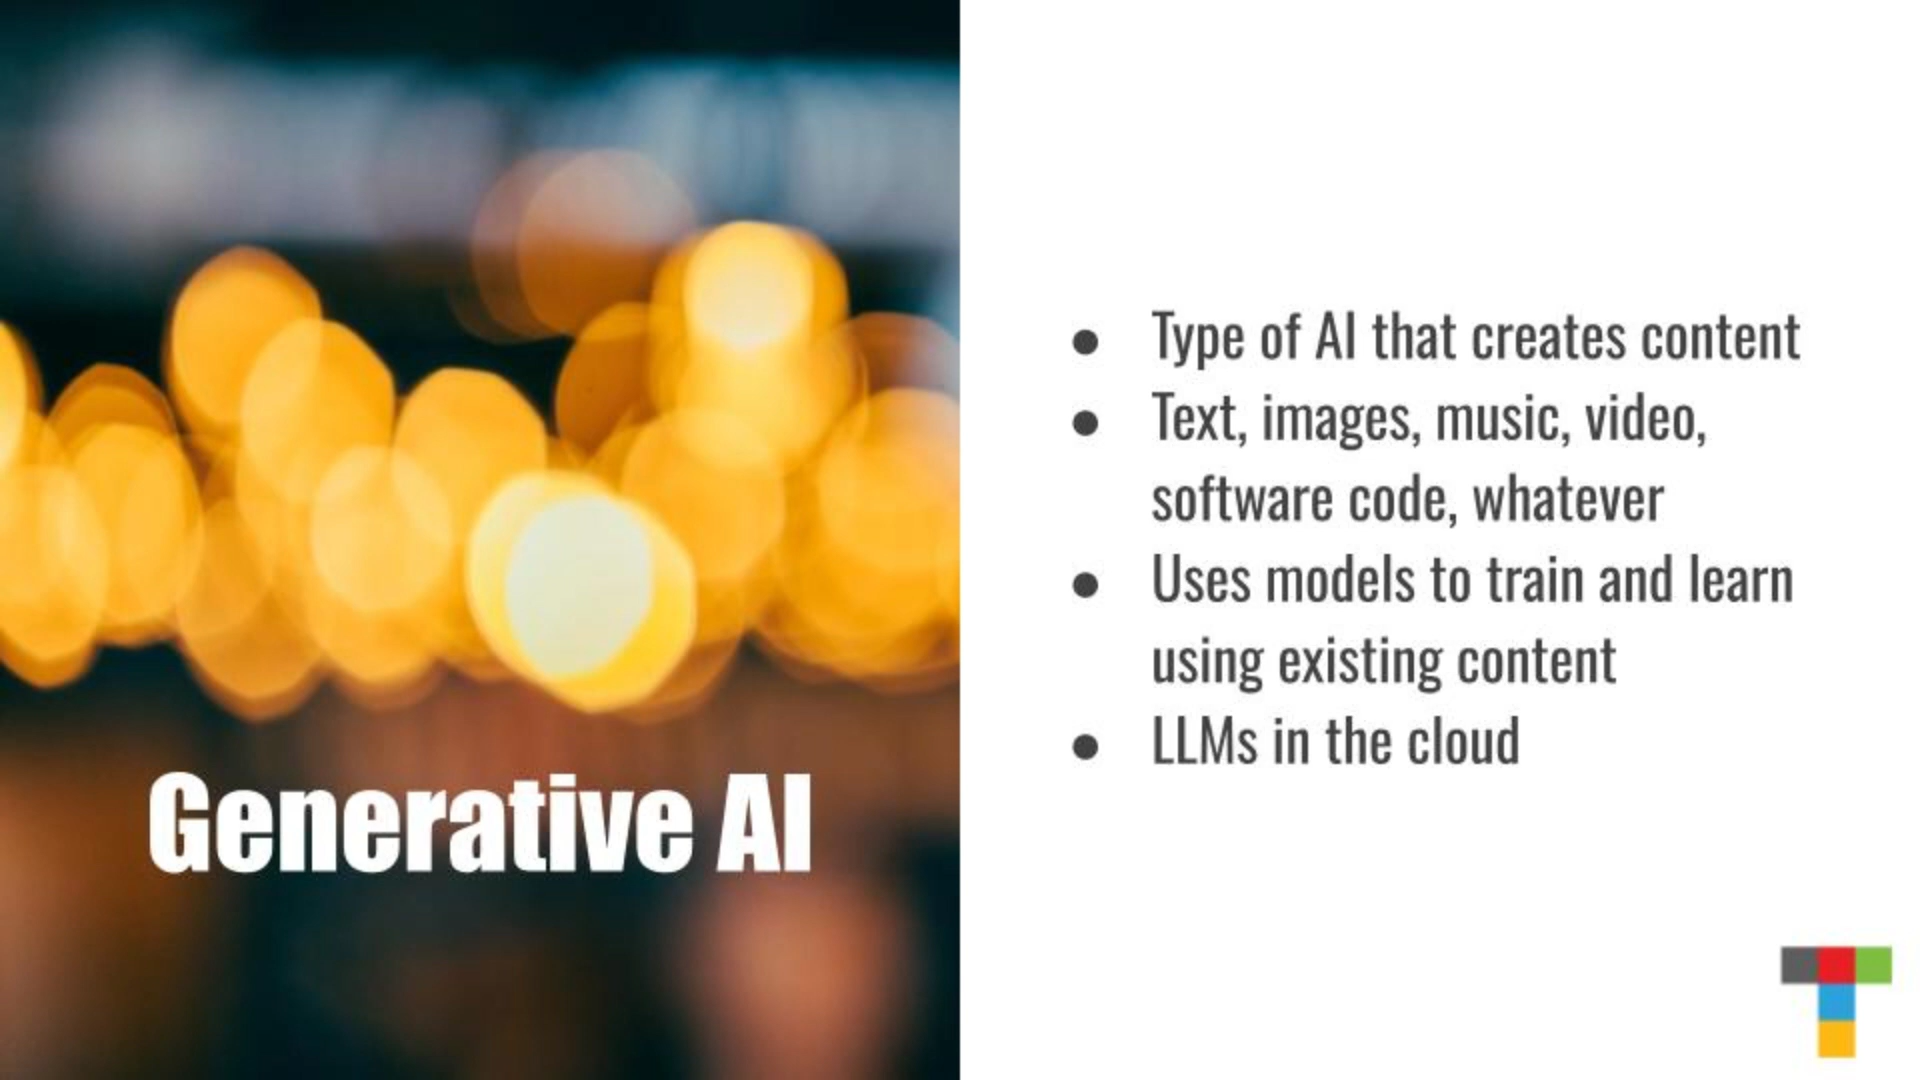 Generative AI
● Type of AI that creates content
● Text, images, music, video,
software code, whatever
● Uses models to train and learn
using existing content
● LLMs in the cloud